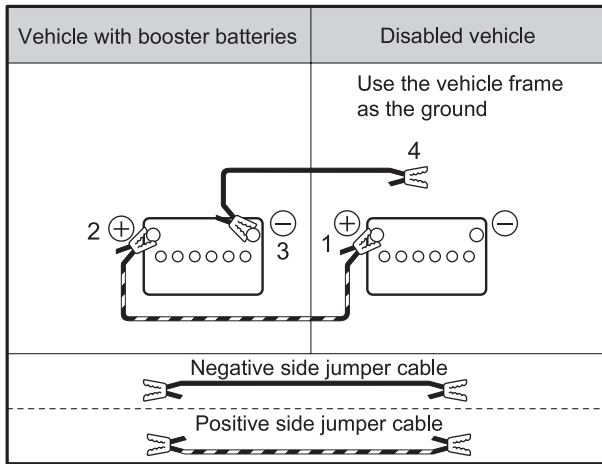 Vehicle with booster batteries
Disabled vehicle
Use the vehicle frame
as the ground
4
2 ⊕
⊖
3
1
⊕
⊖
Negative side jumper cable
Positive side jumper cable